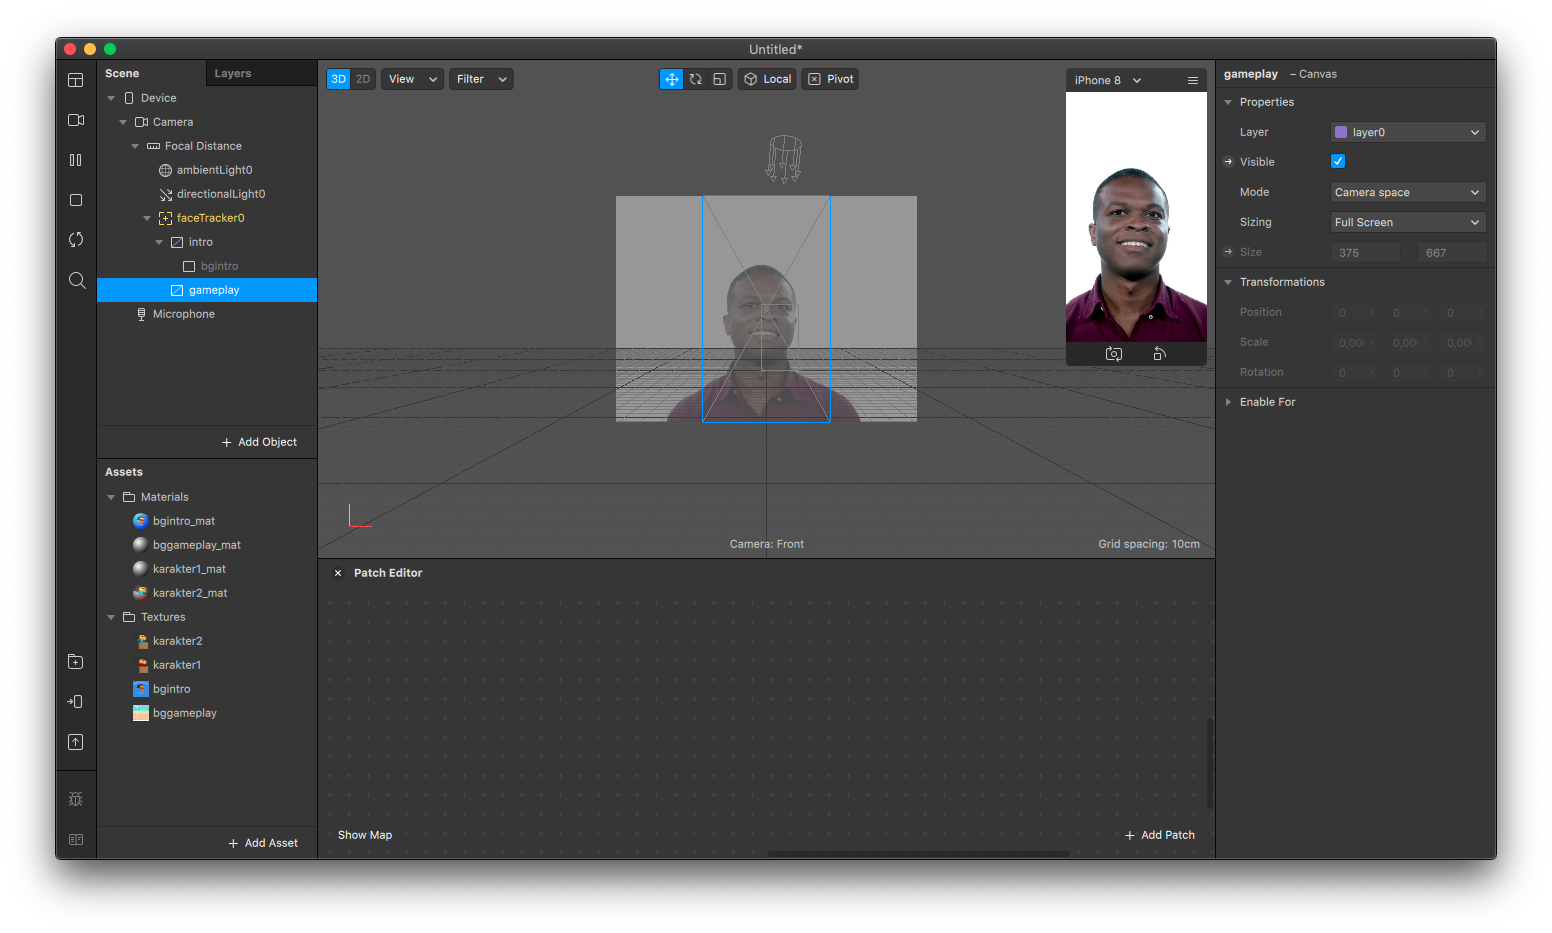 Untitled*
Scene
Layers
Device
Camera
Focal Distance
ambientLight0
directionalLight0
faceTracker0
intro
bgintro
gameplay
Microphone
+ Add Object
Assets
Materials
bgintro_mat
bggameplay_mat
karakter1_mat
karakter2_mat
Textures
karakter2
karakter1
bgintro
bggameplay
+ Add Asset
3D 2D View Filter
Local Pivot
iPhone 8
Camera: Front
Grid spacing: 10cm
Patch Editor
Show Map
+ Add Patch
gameplay – Canvas
Properties
Layer layer0
Visible
Mode Camera space
Sizing Full Screen
Size 375 667
Transformations
Position 0 X 0 Y 0 Z
Scale 0,00 X 0,00 Y 0,00 Z
Rotation 0 X 0 Y 0 Z
Enable For